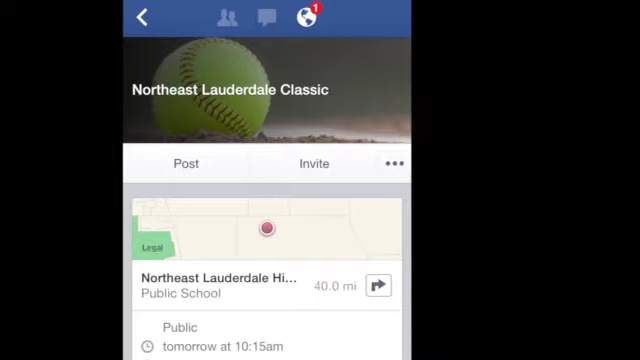 1
Northeast Lauderdale Classic
Post Invite
Legal
Northeast Lauderdale Hi...
Public School
40.0 mi
Public
tomorrow at 10:15am